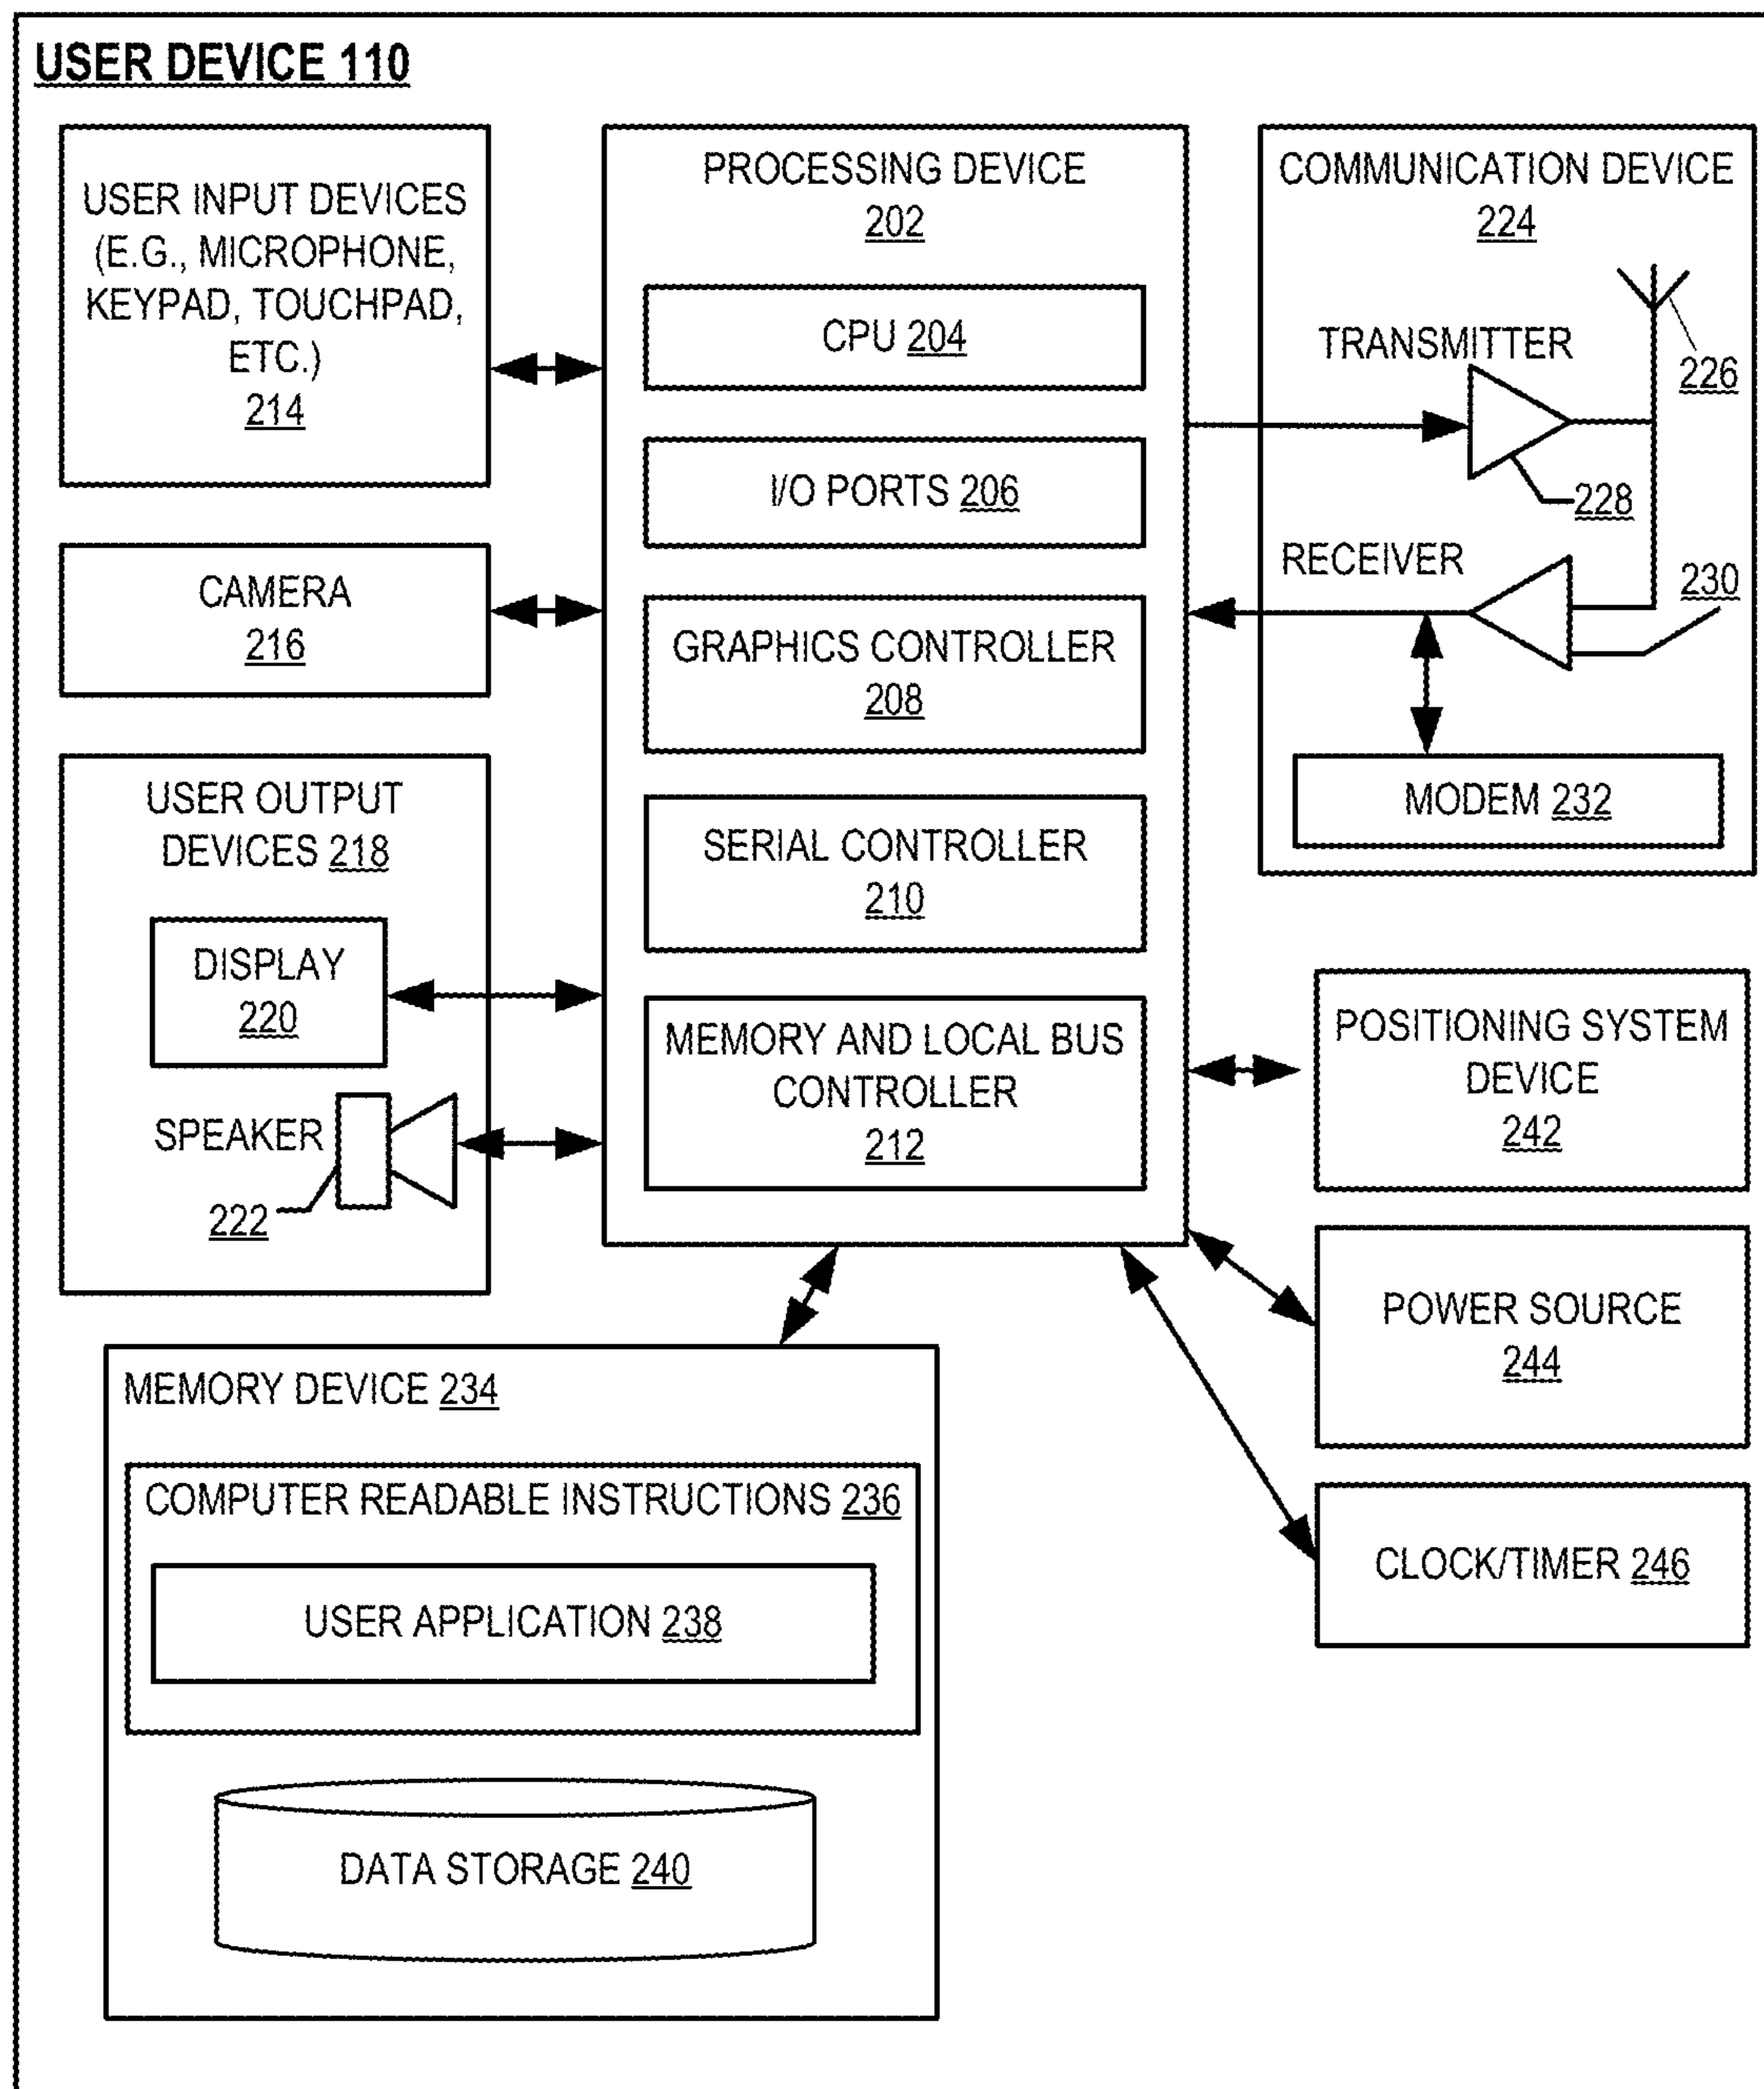 USER DEVICE 110
USER INPUT DEVICES
(E.G., MICROPHONE,
KEYPAD, TOUCHPAD,
ETC.)
214
CAMERA
216
USER OUTPUT
DEVICES 218
DISPLAY
220
SPEAKER
222
PROCESSING DEVICE
202
CPU 204
I/O PORTS 206
GRAPHICS CONTROLLER
208
SERIAL CONTROLLER
210
MEMORY AND LOCAL BUS
CONTROLLER
212
COMMUNICATION DEVICE
224
TRANSMITTER
226
228
RECEIVER
230
MODEM 232
POSITIONING SYSTEM
DEVICE
242
POWER SOURCE
244
CLOCK/TIMER 246
MEMORY DEVICE 234
COMPUTER READABLE INSTRUCTIONS 236
USER APPLICATION 238
DATA STORAGE 240